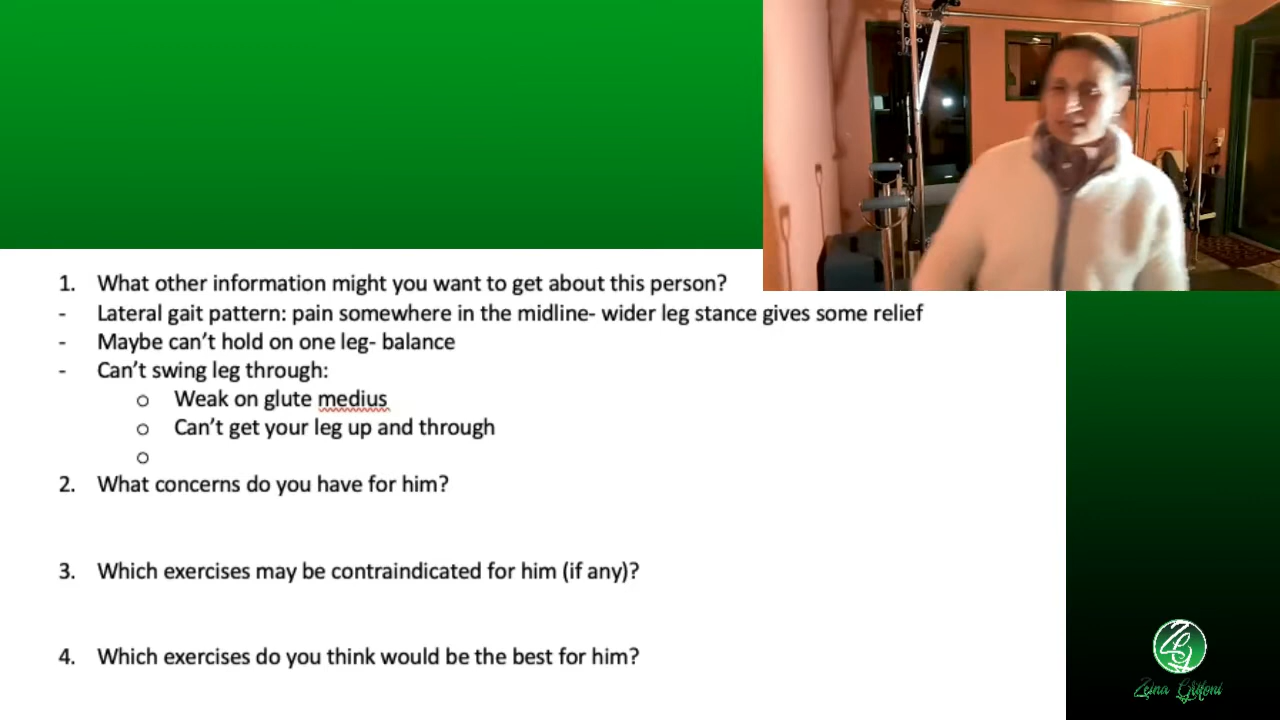 1. What other information might you want to get about this person?
- Lateral gait pattern: pain somewhere in the midline- wider leg stance gives some relief
- Maybe can't hold on one leg- balance
- Can't swing leg through:
o Weak on glute medius
o Can't get your leg up and through
o
2. What concerns do you have for him?
3. Which exercises may be contraindicated for him (if any)?
4. Which exercises do you think would be the best for him?
ZG
Zeina Grifoni